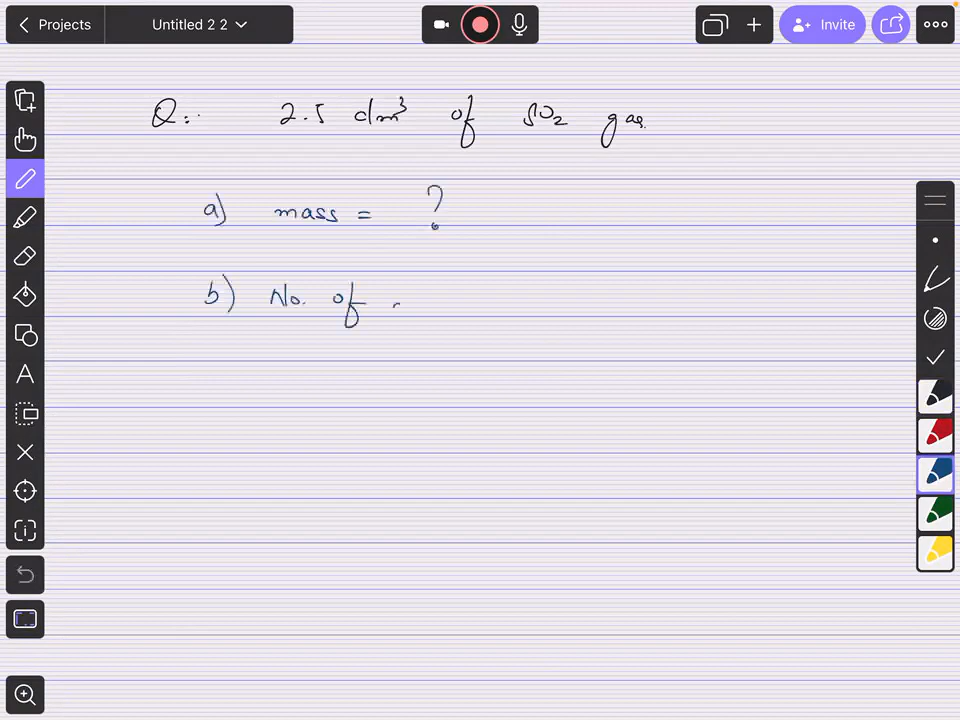 Projects Untitled 2 2 Invite
Q:. 2.5 dm³ of SO₂ gas.
a) mass = ?
b) No. of